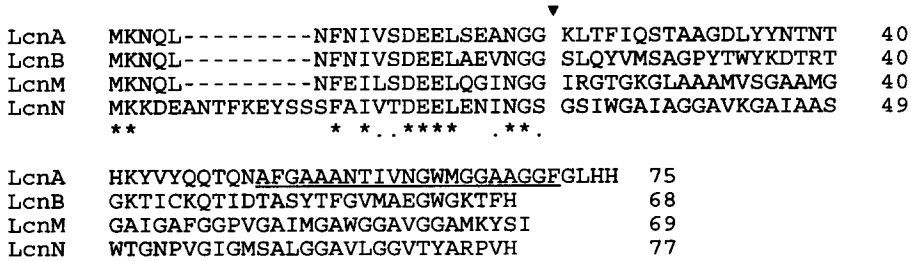 ▼
LcnA MKNQL---------NFNIVSDEELSEANGG KLTFIQSTAAGDLYYNTNT 40
LcnB MKNQL---------NFNIVSDEELAEVNGG SLQYVMSAGPYTWYKDTRT 40
LcnM MKNQL---------NFEILSDEELQGINGG IRGTGKGLAAAMVSGAAMG 40
LcnN MKKDEANTFKEYSSSFAIVTDEELENINGS GSIWGAIAGGAVKGAIAAS 49
** * *..**** .**.
LcnA HKYVYQQTQNAFGAAANTIVNGWMGGAAGGFGLHH 75
LcnB GKTICKQTIDTASYTFGVMAEGWGKTFH 68
LcnM GAIGAFGGPVGAIMGAWGGAVGGAMKYSI 69
LcnN WTGNPVGIGMSALGGAVLGGVTYARPVH 77